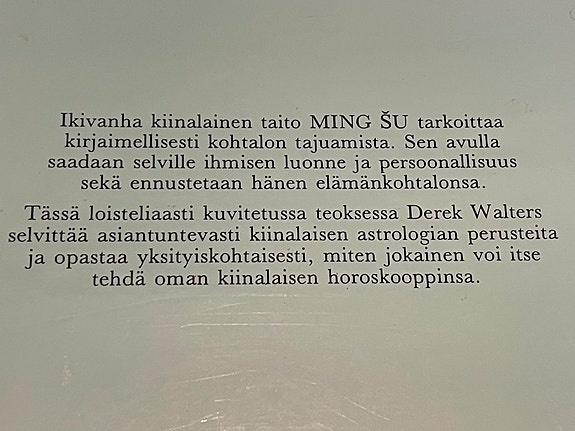 Ikivanha kiinalainen taito MING ŠU tarkoittaa
kirjaimellisesti kohtalon tajuamista. Sen avulla
saadaan selville ihmisen luonne ja persoonallisuus
sekä ennustetaan hänen elämänkohtalonsa.
Tässä loisteliaasti kuvitetussa teoksessa Derek Walters
selvittää asiantuntevasti kiinalaisen astrologian perusteita
ja opastaa yksityiskohtaisesti, miten jokainen voi itse
tehdä oman kiinalaisen horoskooppinsa.